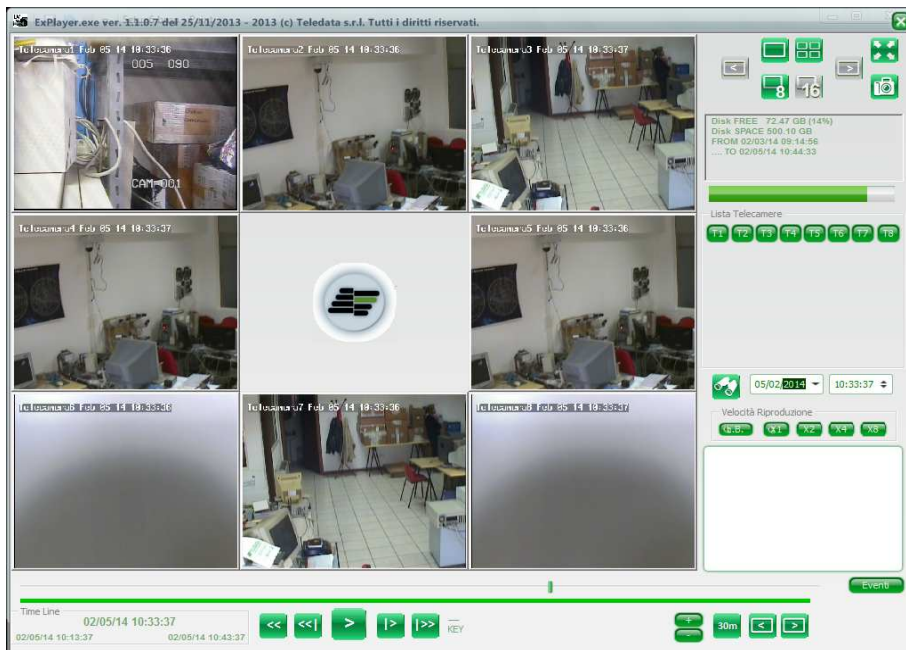 ExPlayer.exe ver. 1.1.0.7 del 25/11/2013 - 2013 (c) Teledata s.r.l. Tutti i diritti riservati.
Telecamera1 Feb 05 14 10:33:36
005 090
CAM 001
Telecamera2 Feb 05 14 10:33:36
Telecamera3 Feb 05 14 10:33:37
Telecamera4 Feb 05 14 10:33:37
Telecamera5 Feb 05 14 10:33:36
Telecamera6 Feb 05 14 10:33:36
Telecamera7 Feb 05 14 10:33:36
Telecamera8 Feb 05 14 10:33:37
<
>
8
16
Disk FREE 72.47 GB (14%)
Disk SPACE 500.10 GB
FROM 02/03/14 09:14:56
.... TO 02/05/14 10:44:33
Lista Telecamere
T1 T2 T3 T4 T5 T6 T7 T8
05/02/2014 10:33:37
Velocità Riproduzione
X1 X2 X4 X8
Eventi
Time Line
02/05/14 10:33:37
02/05/14 10:13:37 02/05/14 10:43:37
<< <<| > |> |>> KEY
+
-
30m < >